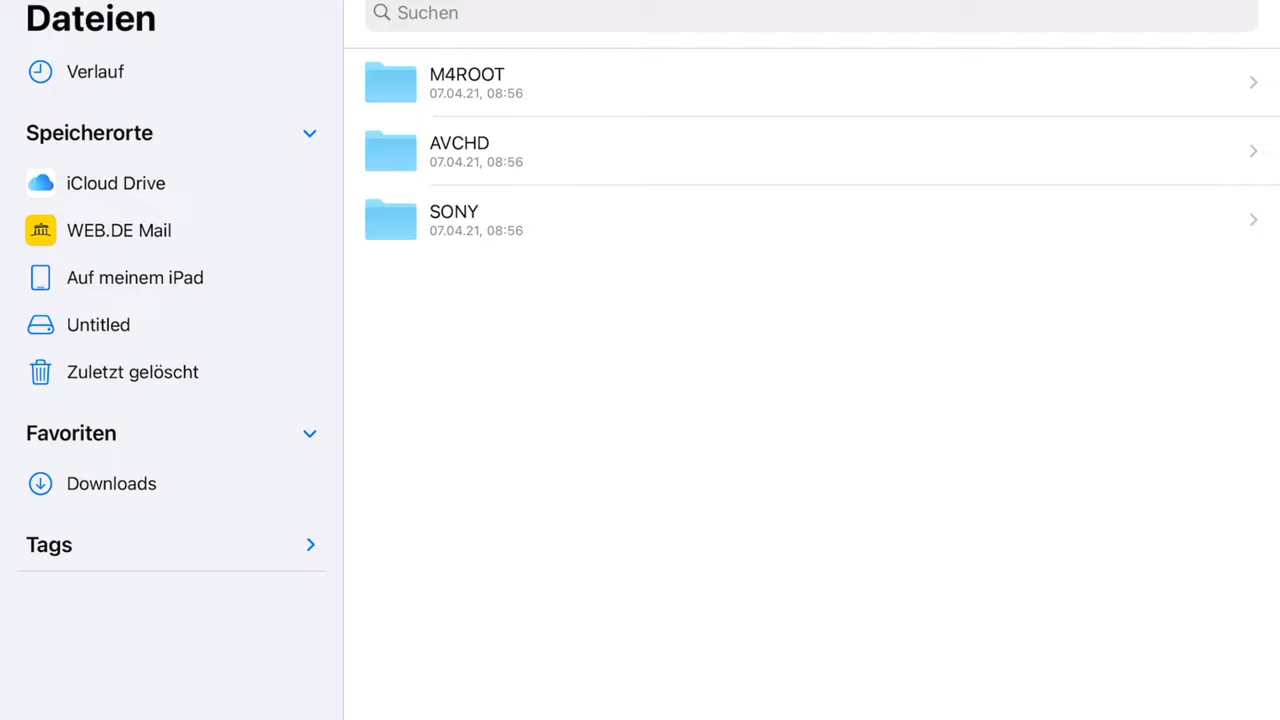 Dateien
Verlauf
Speicherorte
iCloud Drive
WEB.DE Mail
Auf meinem iPad
Untitled
Zuletzt gelöscht
Favoriten
Downloads
Tags
Suchen
M4ROOT
07.04.21, 08:56
AVCHD
07.04.21, 08:56
SONY
07.04.21, 08:56